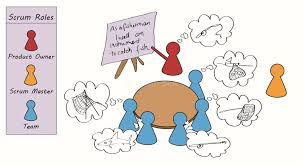 Scrum Roles
Product Owner
Scrum Master
Team
As a fisherman
I need an
instrument
to catch fish